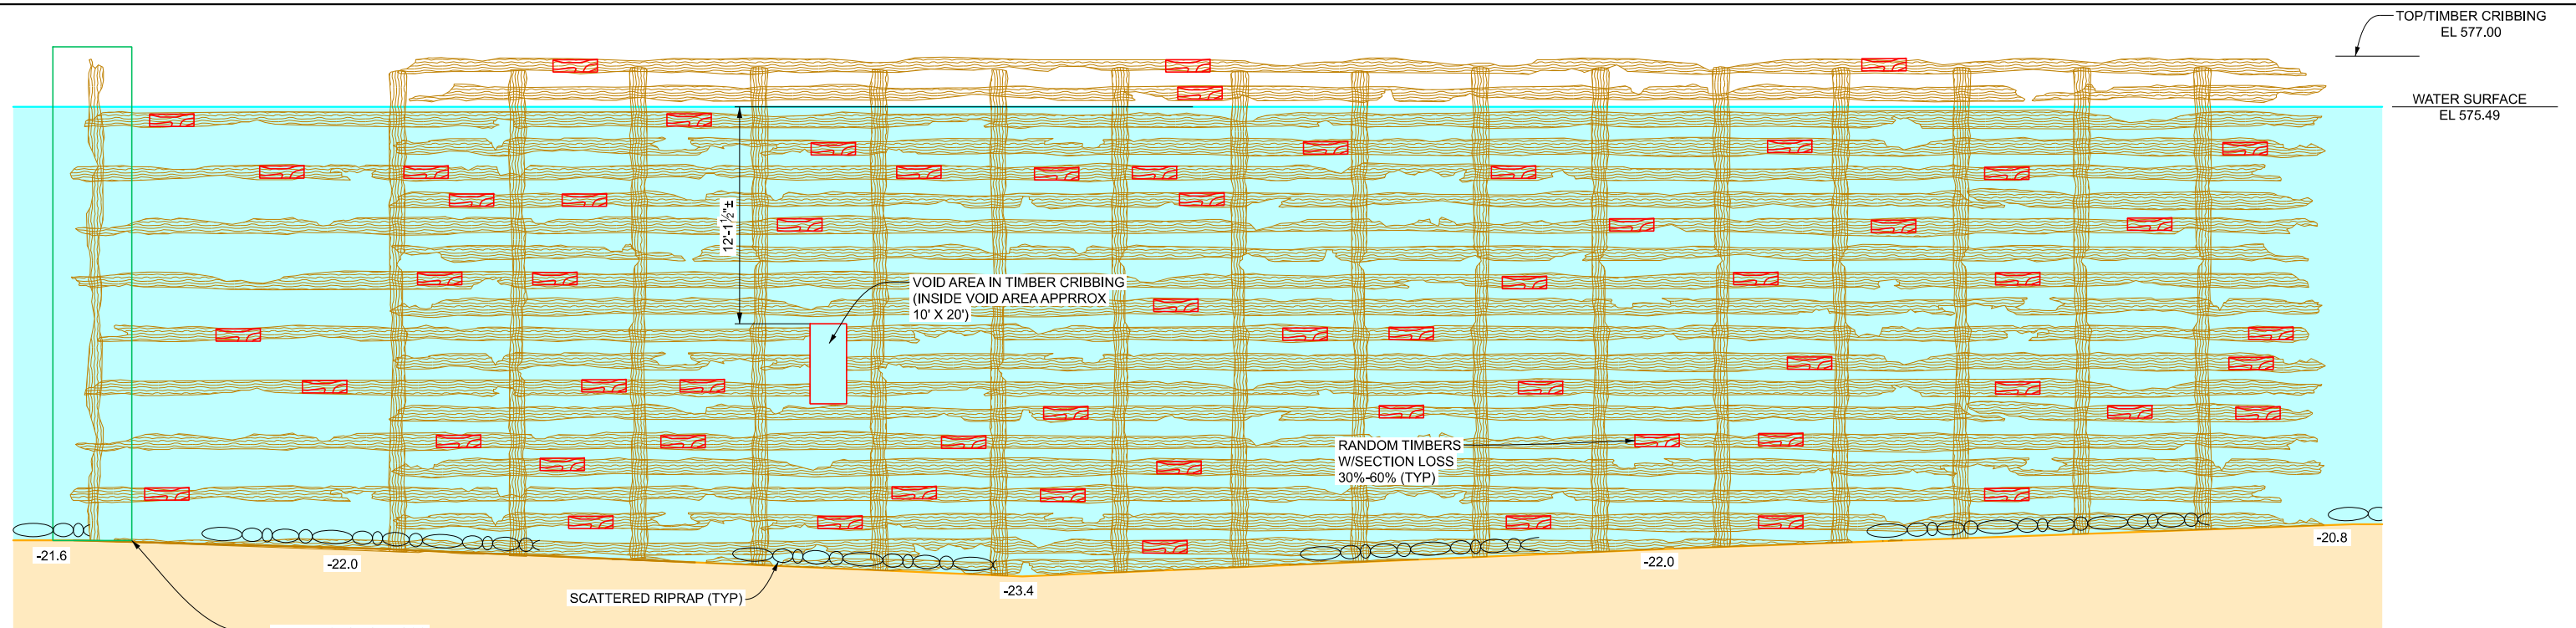 TOP/TIMBER CRIBBING
EL 577.00
WATER SURFACE
EL 575.49
12'-1½"±
VOID AREA IN TIMBER CRIBBING
(INSIDE VOID AREA APPRROX
10' X 20')
RANDOM TIMBERS
W/SECTION LOSS
30%-60% (TYP)
-21.6
-22.0
SCATTERED RIPRAP (TYP)
-23.4
-22.0
-20.8